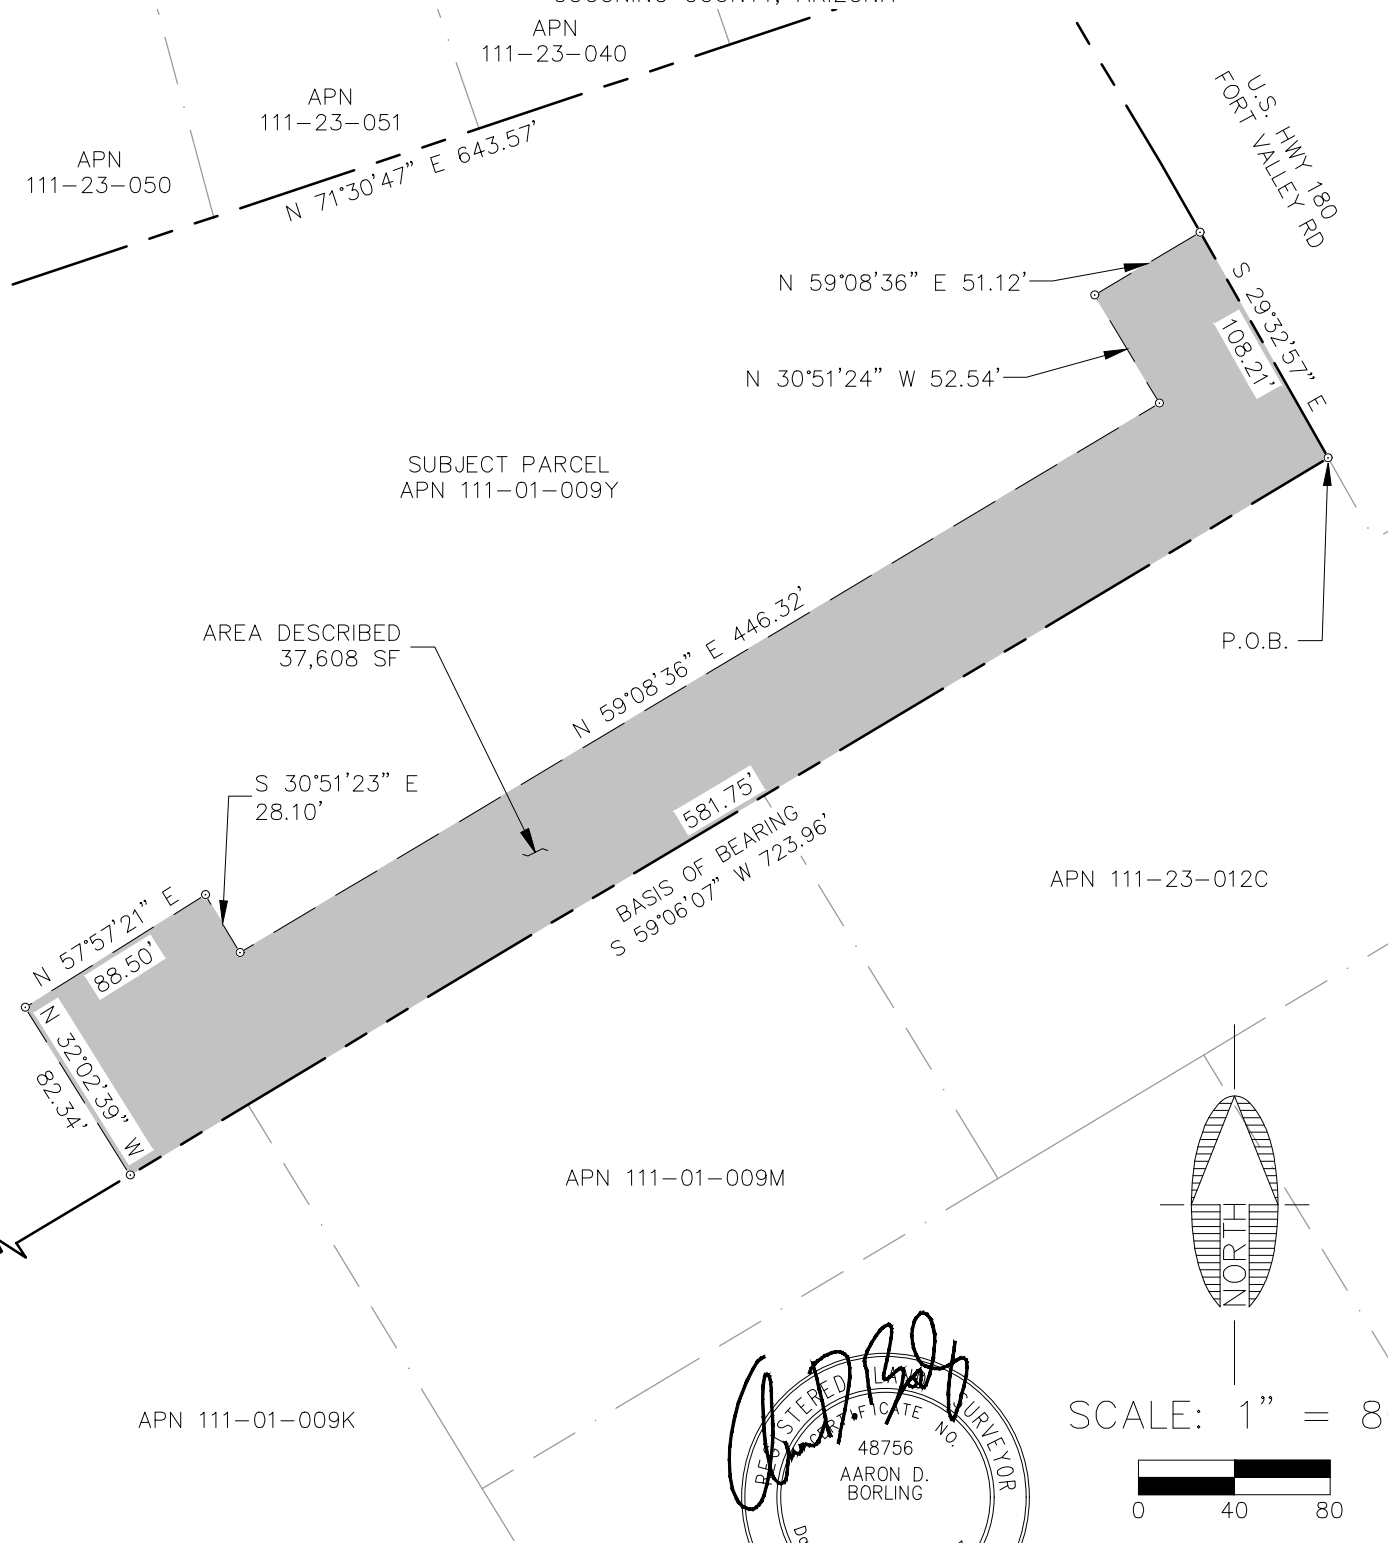 APN
111-23-040
APN
111-23-051
APN
111-23-050
N 71°30'47" E 643.57'
U.S. HWY 180
FORT VALLEY RD
N 59°08'36" E 51.12'
S 29°32'57" E
108.21'
N 30°51'24" W 52.54'
SUBJECT PARCEL
APN 111-01-009Y
AREA DESCRIBED
37,608 SF
N 59°08'36" E 446.32'
P.O.B.
S 30°51'23" E
28.10'
581.75'
BASIS OF BEARING
S 59°06'07" W 723.96'
APN 111-23-012C
N 57°57'21" E
88.50'
N 32°02'39" W
82.34'
APN 111-01-009M
NORTH
APN 111-01-009K
REGISTERED LAND SURVEYOR
CERTIFICATE NO.
48756
AARON D.
BORLING
SCALE: 1" =
0 40 80